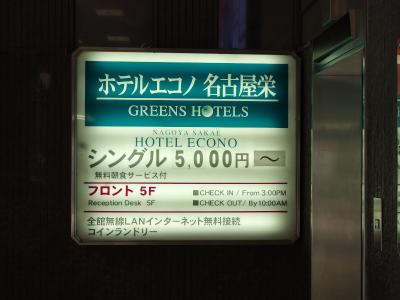 ホテルエコノ 名古屋栄
GREENS HOTELS
NAGOYA SAKAE
HOTEL ECONO
シングル 5,000円 ～
無料朝食サービス付
フロント 5F ■CHECK IN / From 3:00PM
Reception Desk 5F ■CHECK OUT / By 10:00AM
全館無線LANインターネット無料接続
コインランドリー